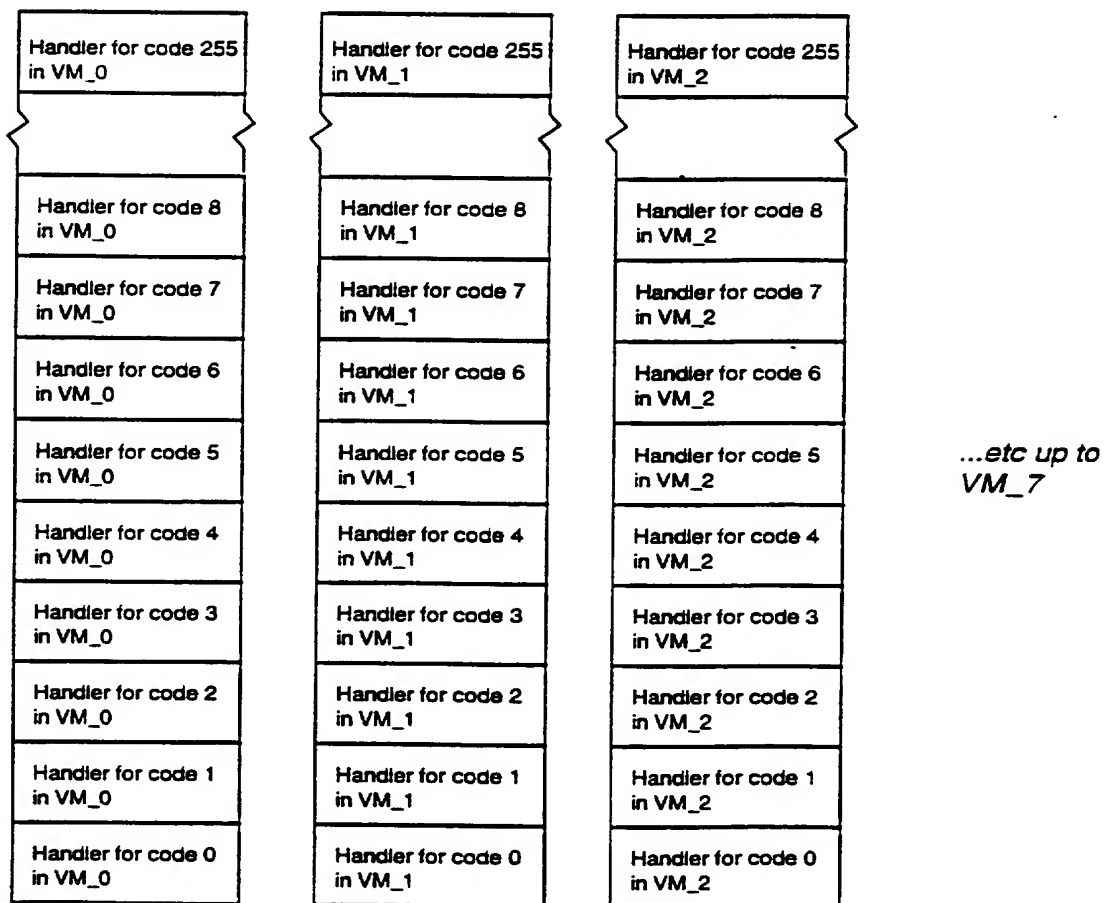 Handler for code 255
in VM_0
Handler for code 8
in VM_0
Handler for code 7
in VM_0
Handler for code 6
in VM_0
Handler for code 5
in VM_0
Handler for code 4
in VM_0
Handler for code 3
in VM_0
Handler for code 2
in VM_0
Handler for code 1
in VM_0
Handler for code 0
in VM_0
Handler for code 255
in VM_1
Handler for code 8
in VM_1
Handler for code 7
in VM_1
Handler for code 6
in VM_1
Handler for code 5
in VM_1
Handler for code 4
in VM_1
Handler for code 3
in VM_1
Handler for code 2
in VM_1
Handler for code 1
in VM_1
Handler for code 0
in VM_1
Handler for code 255
in VM_2
Handler for code 8
in VM_2
Handler for code 7
in VM_2
Handler for code 6
in VM_2
Handler for code 5
in VM_2
Handler for code 4
in VM_2
Handler for code 3
in VM_2
Handler for code 2
in VM_2
Handler for code 1
in VM_2
Handler for code 0
in VM_2
...etc up to
VM_7